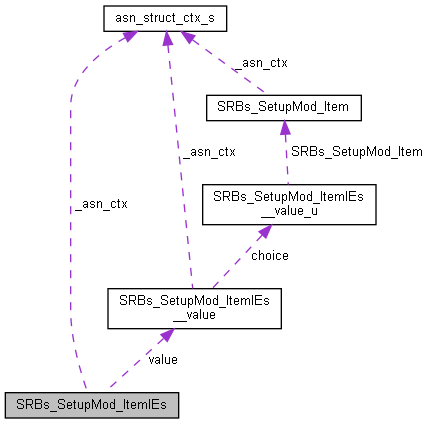 asn_struct_ctx_s
_asn_ctx
SRBs_SetupMod_Item
_asn_ctx
SRBs_SetupMod_Item
_asn_ctx
SRBs_SetupMod_ItemIEs
__value_u
choice
SRBs_SetupMod_ItemIEs
__value
value
SRBs_SetupMod_ItemIEs